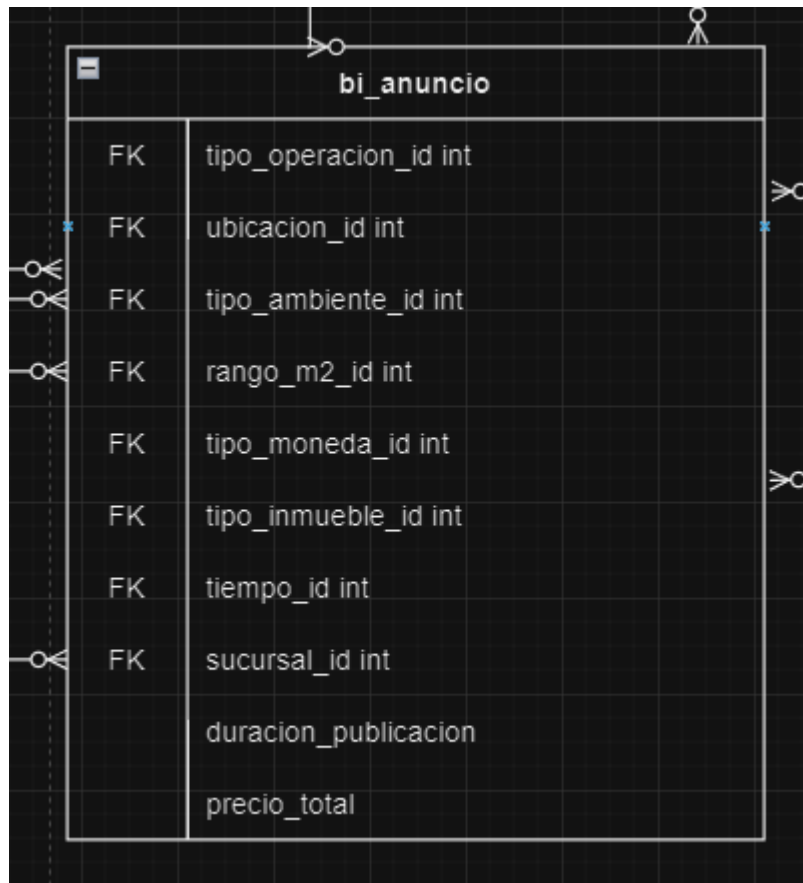 bi_anuncio
FK tipo_operacion_id int
FK ubicacion_id int
FK tipo_ambiente_id int
FK rango_m2_id int
FK tipo_moneda_id int
FK tipo_inmueble_id int
FK tiempo_id int
FK sucursal_id int
duracion_publicacion
precio_total